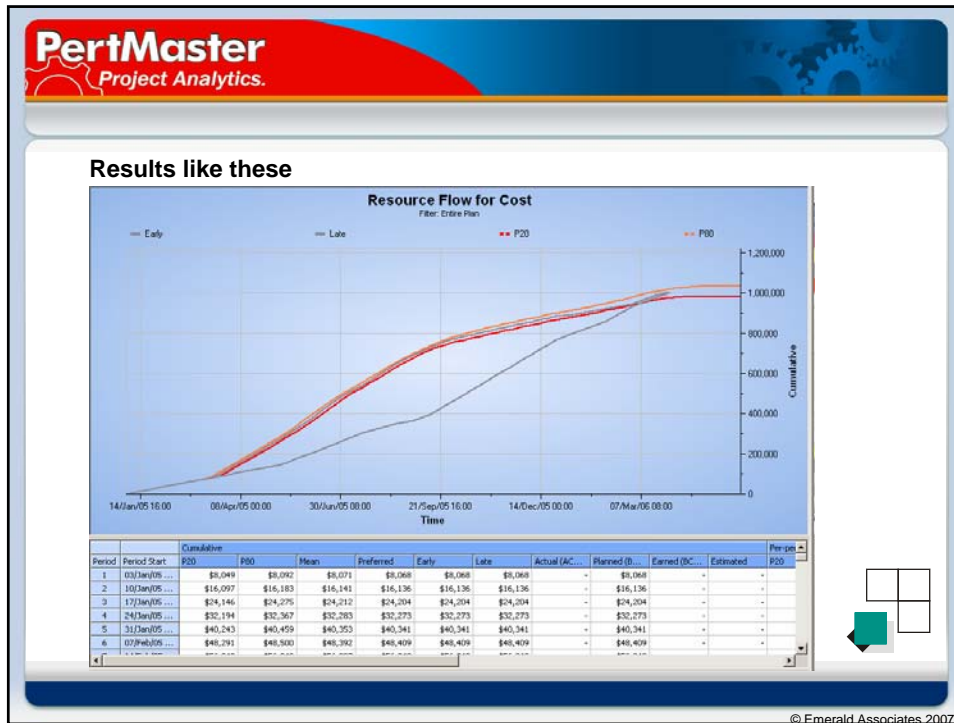 PertMaster
Project Analytics.
Results like these
Resource Flow for Cost
Filter: Entire Plan
Early Late P20 P80
1,200,000
1,000,000
800,000
600,000
400,000
200,000
0
Cumulative
14/Jan/05 16:00 08/Apr/05 00:00 30/Jun/05 08:00 21/Sep/05 16:00 14/Dec/05 00:00 07/Mar/06 08:00
Time
Cumulative Per-pe
Period Period Start P20 P80 Mean Preferred Early Late Actual (AC... Planned (B... Earned (BC... Estimated P20
1 03/Jan/05 ... $8,049 $8,092 $8,071 $8,068 $8,068 $8,068 - $8,068 - -
2 10/Jan/05 ... $16,097 $16,183 $16,141 $16,136 $16,136 $16,136 - $16,136 - -
3 17/Jan/05 ... $24,146 $24,275 $24,212 $24,204 $24,204 $24,204 - $24,204 - -
4 24/Jan/05 ... $32,194 $32,367 $32,283 $32,273 $32,273 $32,273 - $32,273 - -
5 31/Jan/05 ... $40,243 $40,459 $40,353 $40,341 $40,341 $40,341 - $40,341 - -
6 07/Feb/05 ... $48,291 $48,500 $48,392 $48,409 $48,409 $48,409 - $48,409 - -
© Emerald Associates 2007